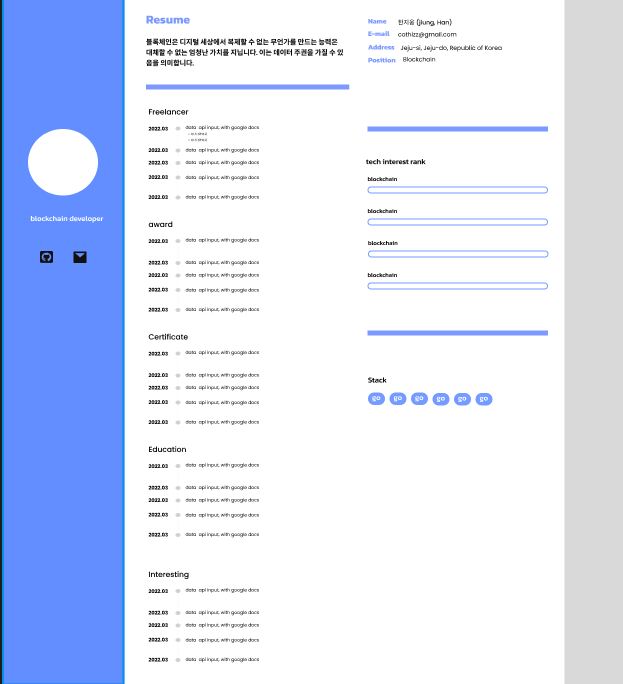 blockchain developer
Resume
블록체인은 디지털 세상에서 복제할 수 없는 무언가를 만드는 능력은
대체할 수 없는 엄청난 가치를 지닙니다. 이는 데이터 주권을 가질 수 있
음을 의미합니다.
Freelancer
2022.03 data api input, with google docs
2022.03 data api input, with google docs
2022.03 data api input, with google docs
2022.03 data api input, with google docs
2022.03 data api input, with google docs
award
2022.03 data api input, with google docs
2022.03 data api input, with google docs
2022.03 data api input, with google docs
2022.03 data api input, with google docs
2022.03 data api input, with google docs
Certificate
2022.03 data api input, with google docs
2022.03 data api input, with google docs
2022.03 data api input, with google docs
2022.03 data api input, with google docs
2022.03 data api input, with google docs
Education
2022.03 data api input, with google docs
2022.03 data api input, with google docs
2022.03 data api input, with google docs
2022.03 data api input, with google docs
2022.03 data api input, with google docs
Interesting
2022.03 data api input, with google docs
2022.03 data api input, with google docs
2022.03 data api input, with google docs
2022.03 data api input, with google docs
2022.03 data api input, with google docs
Name 한지웅 (jiung, Han)
E-mail cathizz@gmail.com
Address Jeju-si, Jeju-do, Republic of Korea
Position Blockchain
tech interest rank
blockchain
blockchain
blockchain
blockchain
Stack
go go go go go go